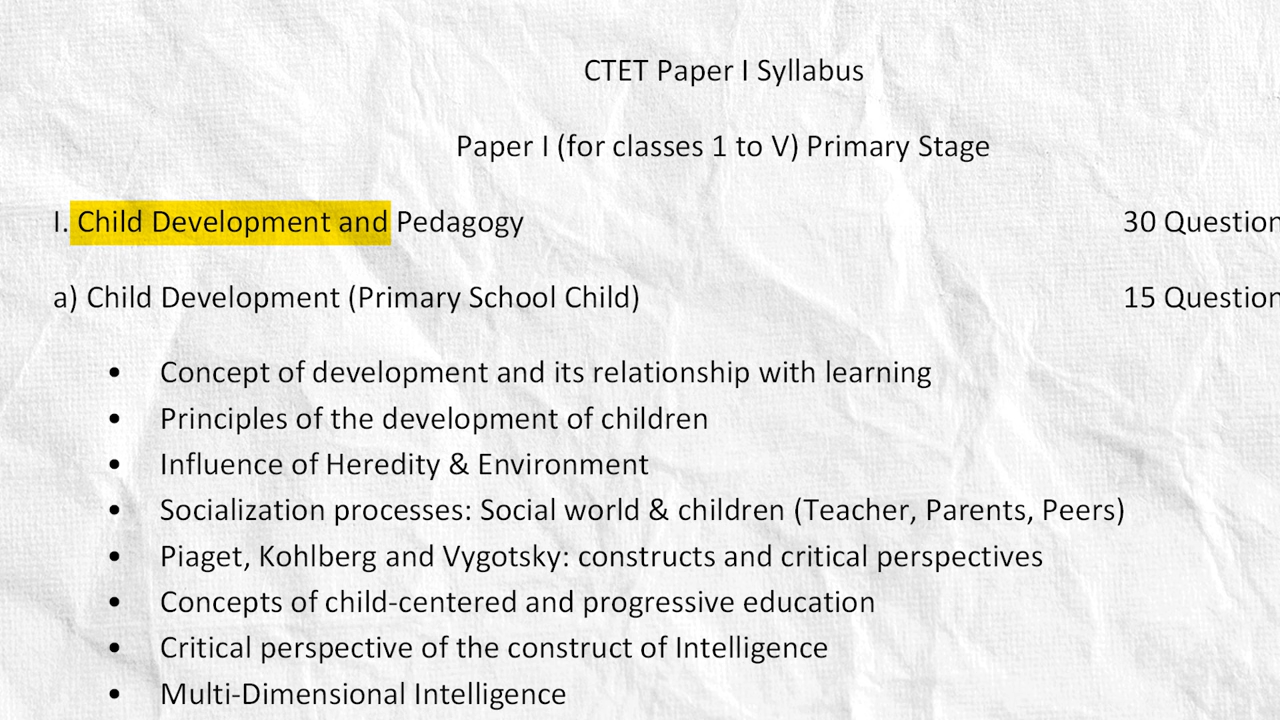 CTET Paper I Syllabus
Paper I (for classes 1 to V) Primary Stage
I. Child Development and Pedagogy 30 Question
a) Child Development (Primary School Child) 15 Question
• Concept of development and its relationship with learning
• Principles of the development of children
• Influence of Heredity & Environment
• Socialization processes: Social world & children (Teacher, Parents, Peers)
• Piaget, Kohlberg and Vygotsky: constructs and critical perspectives
• Concepts of child-centered and progressive education
• Critical perspective of the construct of Intelligence
• Multi-Dimensional Intelligence